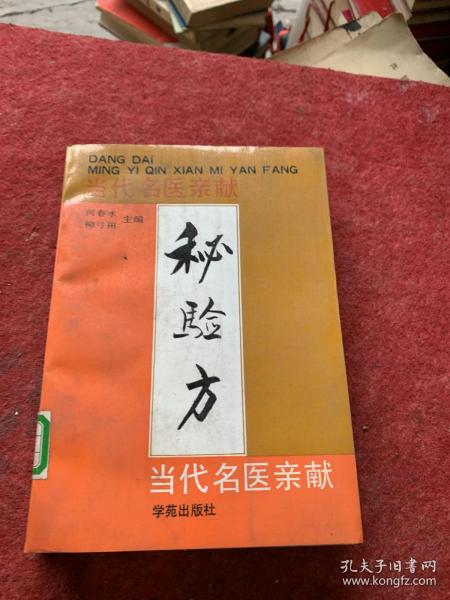 DANG DAI
MING YI QIN XIAN MI YAN FANG
当代名医亲献
主编
秘验方
当代名医亲献
学苑出版社
孔夫子旧书网
www.kongfz.com